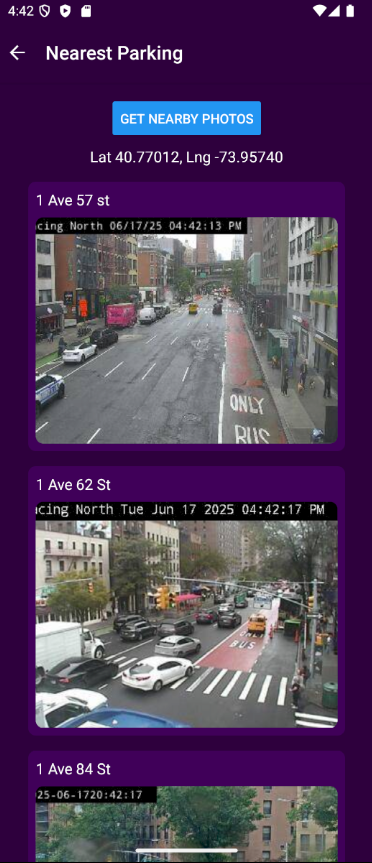 4:42
Nearest Parking
GET NEARBY PHOTOS
Lat 40.77012, Lng -73.95740
1 Ave 57 st
cing North 06/17/25 04:42:13 PM
ONLY
BUS
1 Ave 62 St
cing North Tue Jun 17 2025 04:42:17 PM
BUS
1 Ave 84 St
25-06-1720:42:17